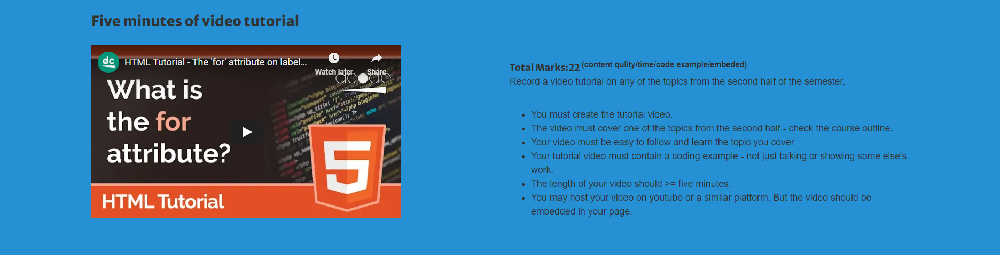 Five minutes of video tutorial
dc
HTML Tutorial - The 'for' attribute on label...
Watch later
Share
dcode
What is
the for
attribute?
5
HTML Tutorial
Total Marks:22 (content qulity/time/code example/embeded)
Record a video tutorial on any of the topics from the second half of the semester.
You must create the tutorial video.
The video must cover one of the topics from the second half - check the course outline.
Your video must be easy to follow and learn the topic you cover
Your tutorial video must contain a coding example - not just talking or showing some else's
work.
The length of your video should >= five minutes.
You may host your video on youtube or a similar platform. But the video should be
embedded in your page.